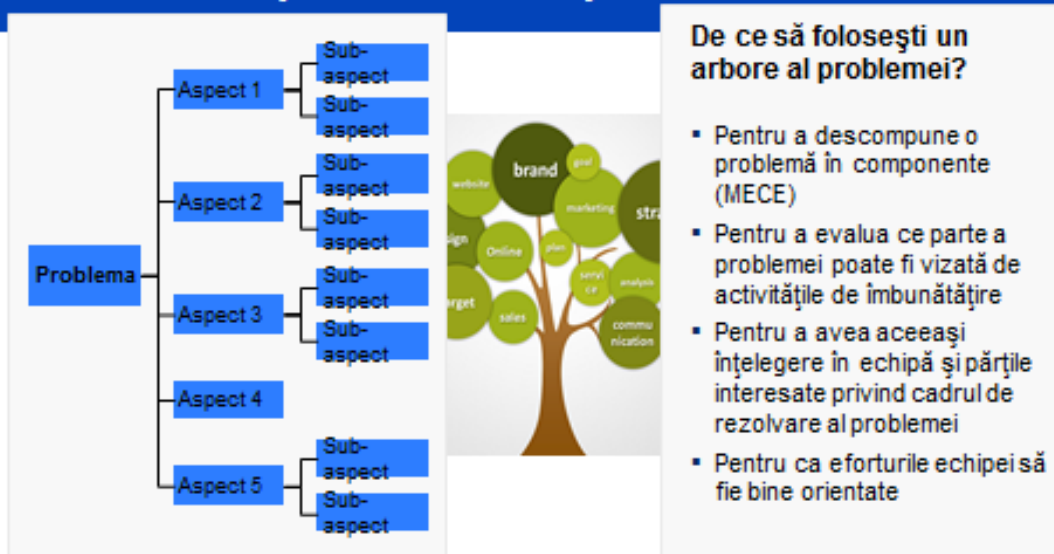 Problema
Aspect 1
Sub-
aspect
Sub-
aspect
Aspect 2
Sub-
aspect
Sub-
aspect
Aspect 3
Sub-
aspect
Sub-
aspect
Aspect 4
Aspect 5
Sub-
aspect
Sub-
aspect
brand
goal
website
marketing
Online
plan
servi
ce
analysis
sales
commu
nication
De ce să foloseşti un
arbore al problemei?
▪ Pentru a descompune o
problemă în componente
(MECE)
▪ Pentru a evalua ce parte a
problemei poate fi vizată de
activităţile de îmbunătăţire
▪ Pentru a avea aceeaşi
înţelegere în echipă şi părţile
interesate privind cadrul de
rezolvare al problemei
▪ Pentru ca eforturile echipei să
fie bine orientate